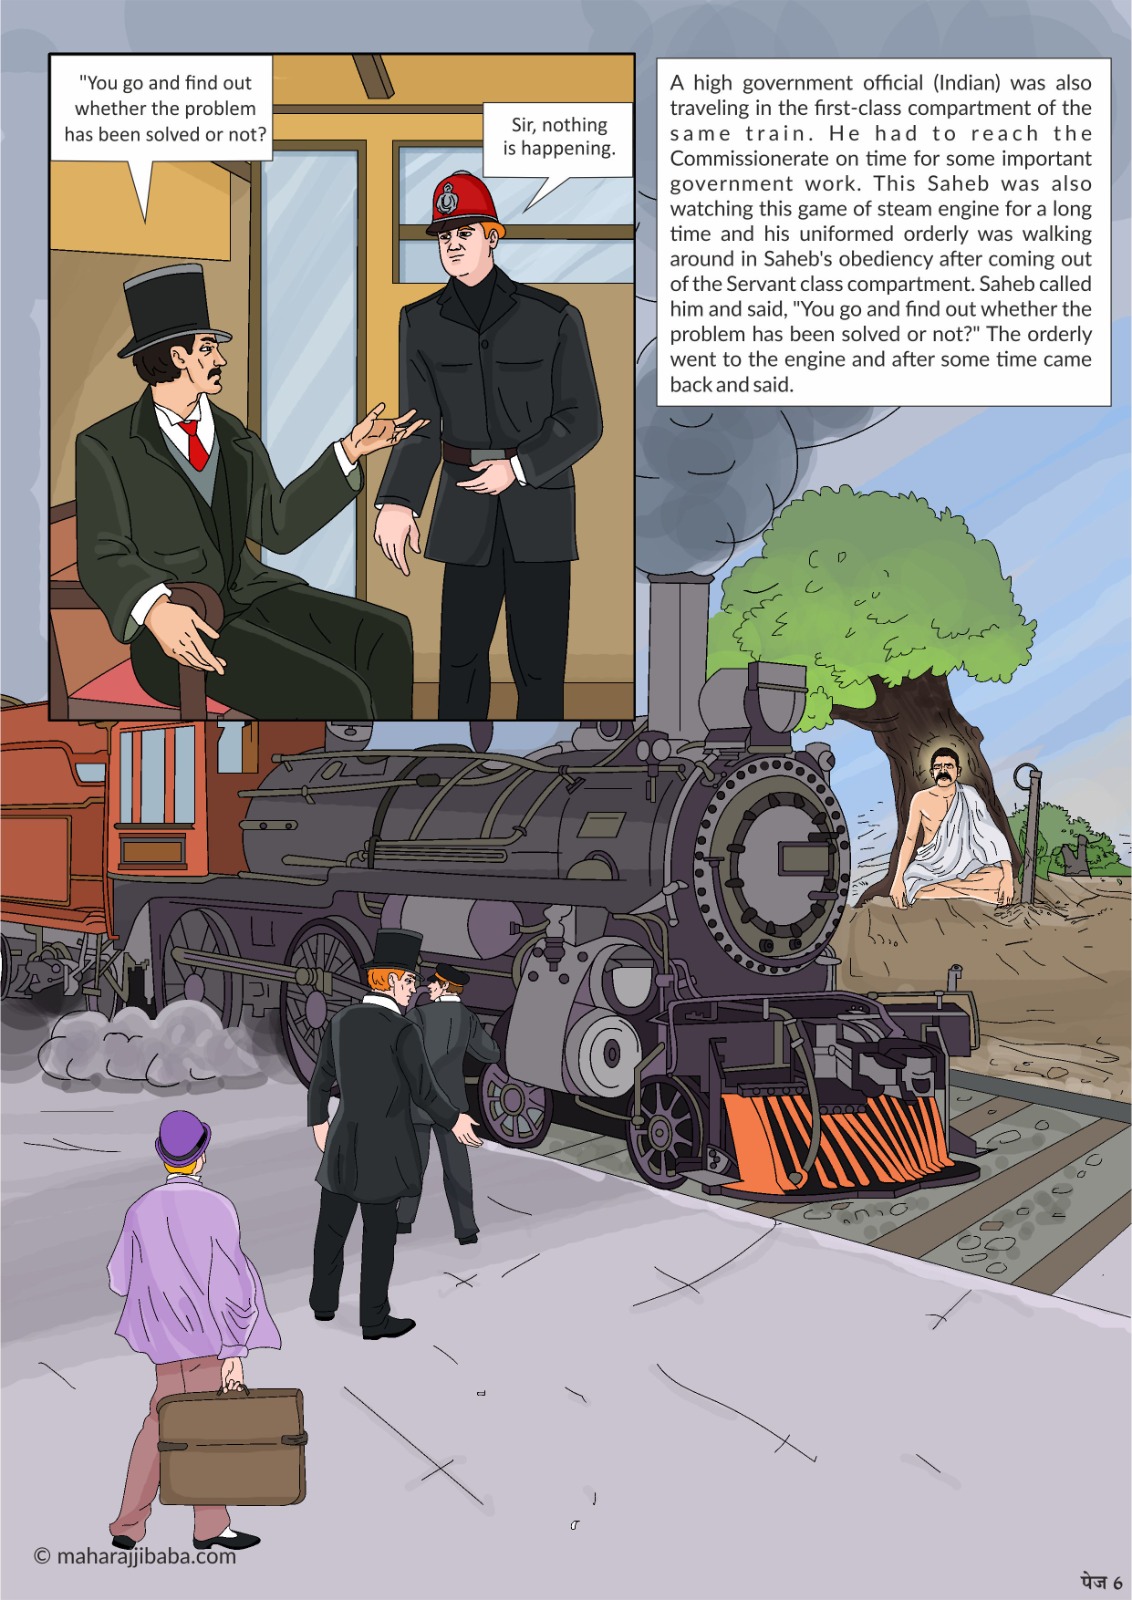 "You go and find out
whether the problem
has been solved or not?
Sir, nothing
is happening.
A high government official (Indian) was also
traveling in the first-class compartment of the
same train. He had to reach the
Commissionerate on time for some important
government work. This Saheb was also
watching this game of steam engine for a long
time and his uniformed orderly was walking
around in Saheb's obediency after coming out
of the Servant class compartment. Saheb called
him and said, "You go and find out whether the
problem has been solved or not?" The orderly
went to the engine and after some time came
back and said.
© maharajjibaba.com
पेज 6